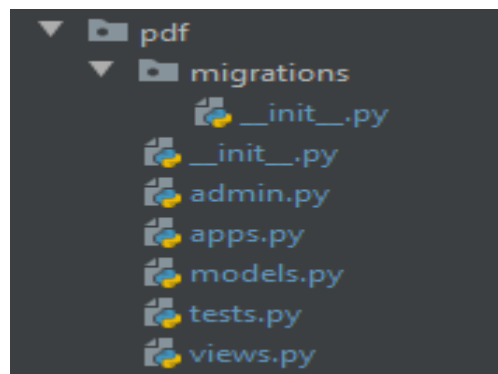 pdf
migrations
__init__.py
__init__.py
admin.py
apps.py
models.py
tests.py
views.py